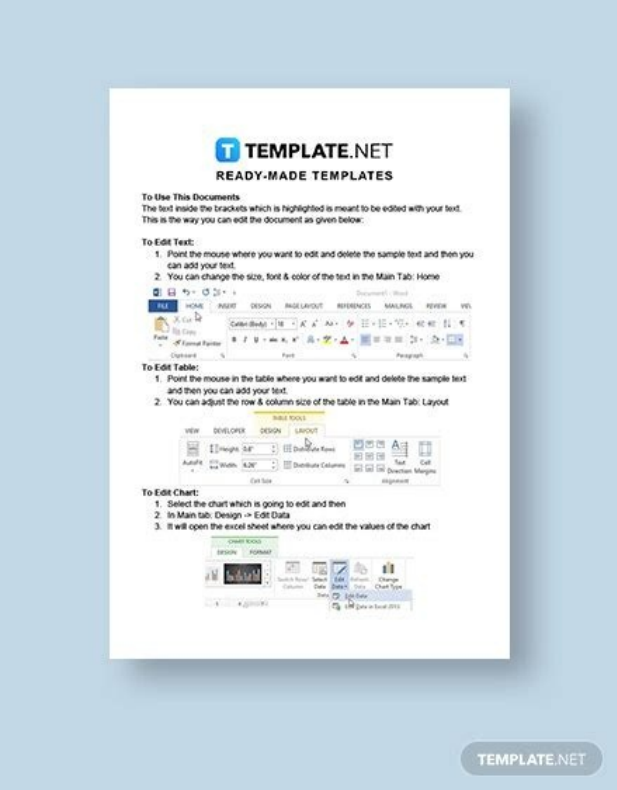 TEMPLATE.NET
READY-MADE TEMPLATES
To Use This Documents
The text inside the brackets which is highlighted is meant to be edited with your text.
This is the way you can edit the document as given below:
To Edit Text:
1. Point the mouse where you want to edit and delete the sample text and then you
can add your text.
2. You can change the size, font & color of the text in the Main Tab: Home
Document1 - Word
FILE HOME INSERT DESIGN PAGE LAYOUT REFERENCES MAILINGS REVIEW
Cut
Copy
Format Painter
Paste
Calibri (Body) 16
Clipboard Font Paragraph
To Edit Table:
1. Point the mouse in the table where you want to edit and delete the sample text
and then you can add your text.
2. You can adjust the row & column size of the table in the Main Tab: Layout
TABLE TOOLS
VIEW DEVELOPER DESIGN LAYOUT
AutoFit
Height: Distribute Rows
Width: Distribute Columns
Text Direction
Cell Margins
Cell Size Alignment
To Edit Chart:
1. Select the chart which is going to edit and then
2. In Main tab: Design -> Edit Data
3. It will open the excel sheet where you can edit the values of the chart
CHART TOOLS
DESIGN FORMAT
Switch Row/
Column
Select
Data
Edit
Data
Refresh
Data
Change
Chart Type
Data
Edit Data
Edit Data in Excel 2013
TEMPLATE.NET